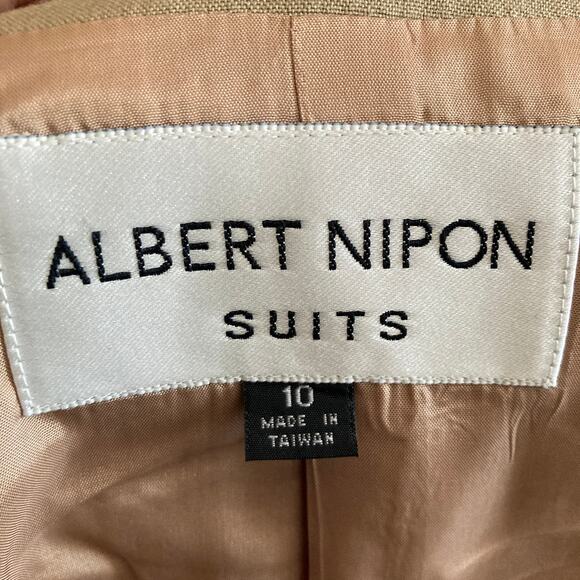 ALBERT NIPON
SUITS
10
MADE IN
TAIWAN